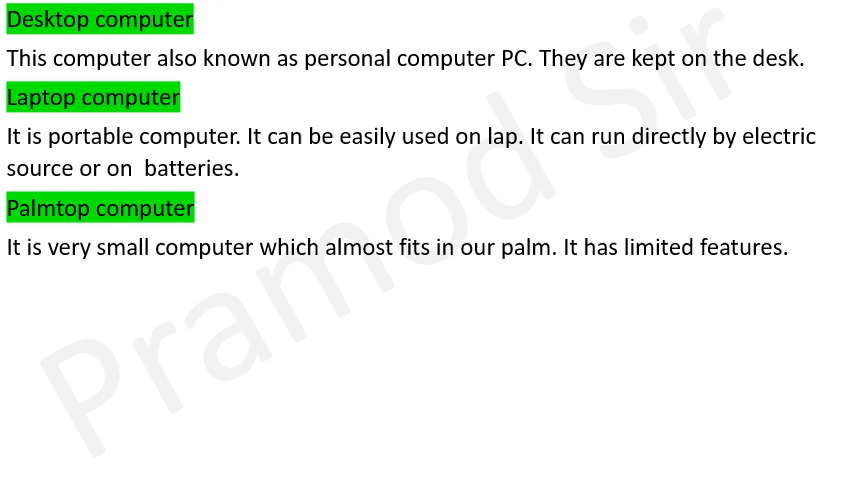 Desktop computer
This computer also known as personal computer PC. They are kept on the desk.
Laptop computer
It is portable computer. It can be easily used on lap. It can run directly by electric
source or on  batteries.
Palmtop computer
It is very small computer which almost fits in our palm. It has limited features.
Pramod Sir